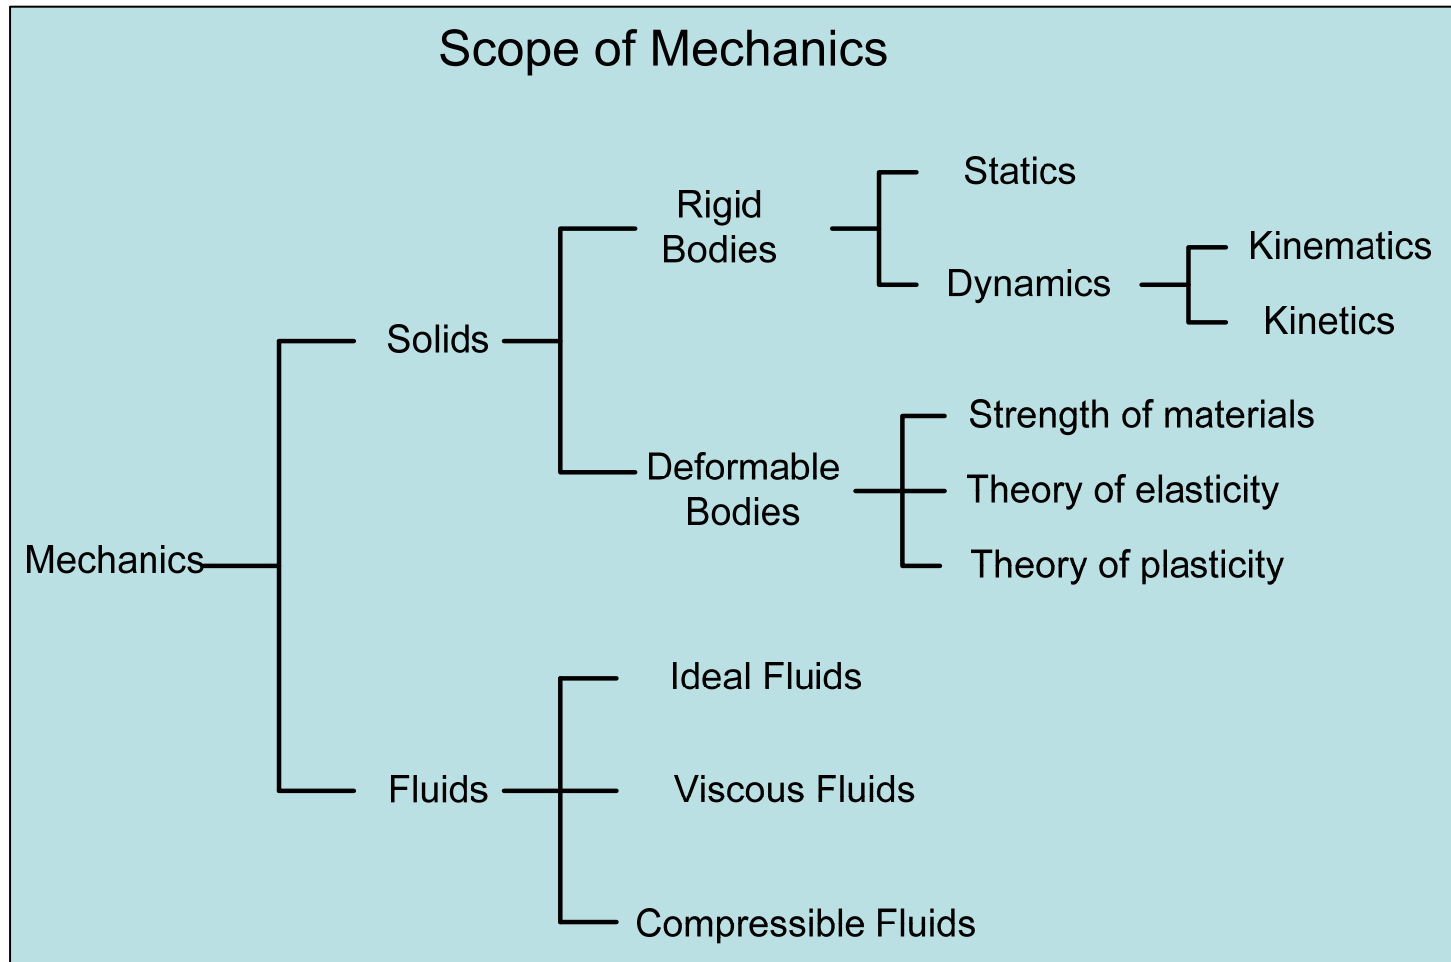 Scope of Mechanics
Statics
Rigid
Bodies
Kinematics
Dynamics
Kinetics
Solids
Strength of materials
Deformable
Bodies
Theory of elasticity
Mechanics
Theory of plasticity
Ideal Fluids
Fluids
Viscous Fluids
Compressible Fluids